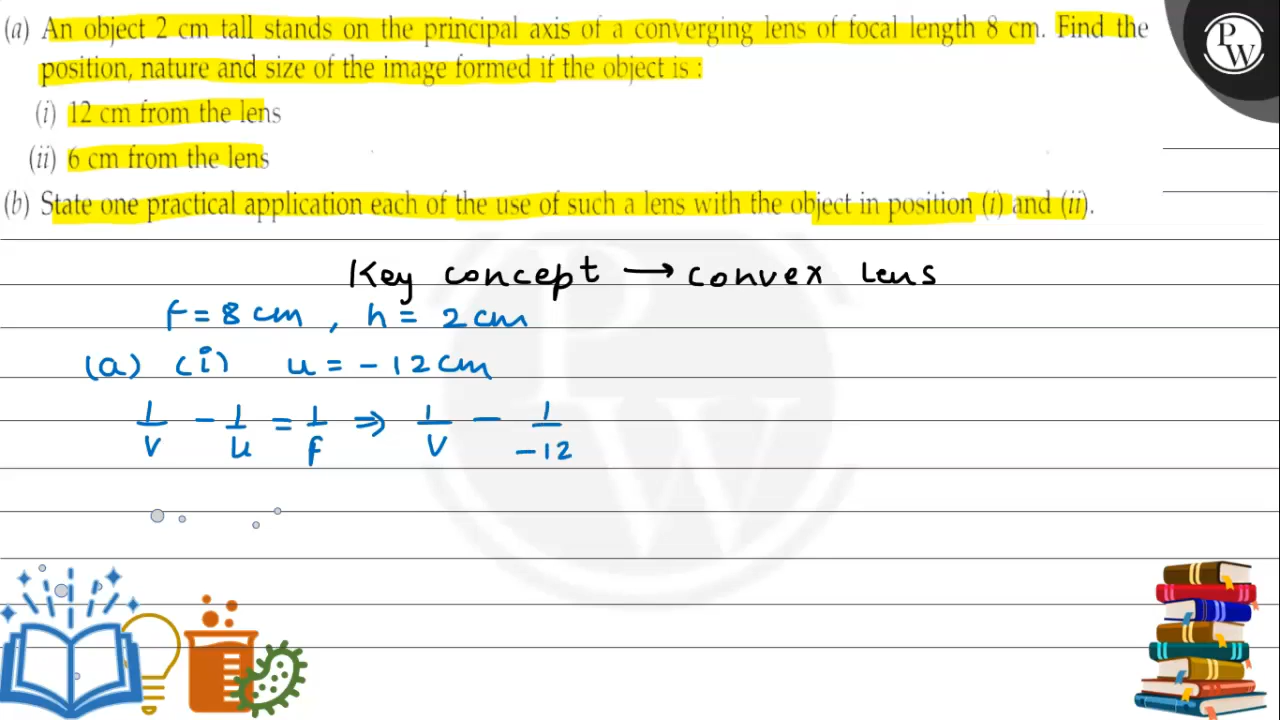 (a) An object 2 cm tall stands on the principal axis of a converging lens of focal length 8 cm. Find the
position, nature and size of the image formed if the object is :
(i) 12 cm from the lens
(ii) 6 cm from the lens
(b) State one practical application each of the use of such a lens with the object in position (i) and (ii).
Key concept → convex lens
f = 8 cm , h = 2 cm
(a) (i) u = - 12 cm
1/v - 1/u = 1/f ⇒ 1/v - 1/-12
PW